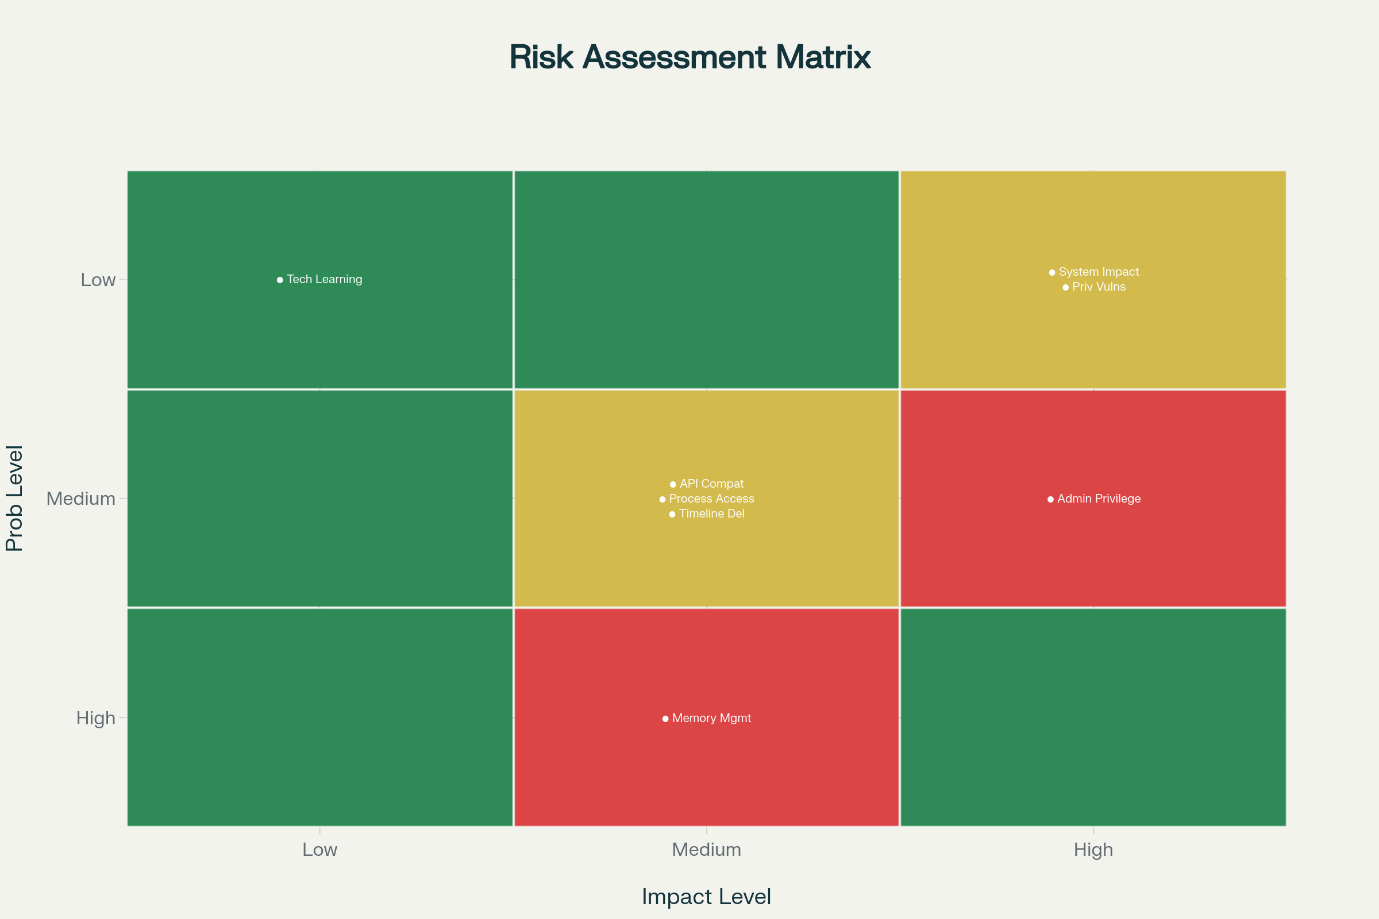 Risk Assessment Matrix
Prob Level
Low
• Tech Learning
• System Impact
• Priv Vulns
Medium
• API Compat
• Process Access
• Timeline Del
• Admin Privilege
High
• Memory Mgmt
Low
Medium
High
Impact Level